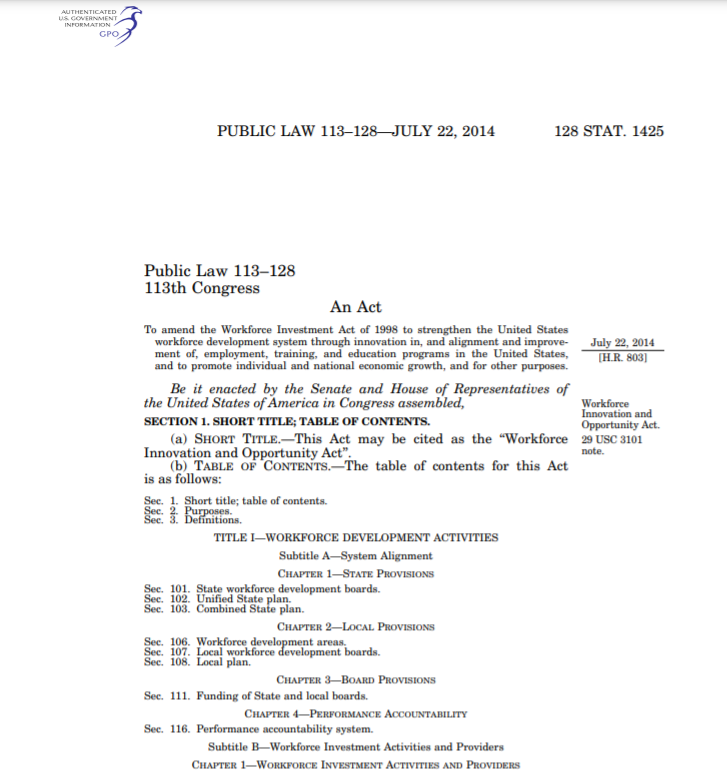 AUTHENTICATED
U.S. GOVERNMENT
INFORMATION
GPO
PUBLIC LAW 113–128—JULY 22, 2014 128 STAT. 1425
Public Law 113–128
113th Congress
An Act
To amend the Workforce Investment Act of 1998 to strengthen the United States
workforce development system through innovation in, and alignment and improve-
ment of, employment, training, and education programs in the United States,
and to promote individual and national economic growth, and for other purposes.
July 22, 2014
[H.R. 803]
Be it enacted by the Senate and House of Representatives of
the United States of America in Congress assembled,
Workforce
Innovation and
Opportunity Act.
29 USC 3101
note.
SECTION 1. SHORT TITLE; TABLE OF CONTENTS.
(a) SHORT TITLE.—This Act may be cited as the “Workforce
Innovation and Opportunity Act”.
(b) TABLE OF CONTENTS.—The table of contents for this Act
is as follows:
Sec. 1. Short title; table of contents.
Sec. 2. Purposes.
Sec. 3. Definitions.
TITLE I—WORKFORCE DEVELOPMENT ACTIVITIES
Subtitle A—System Alignment
CHAPTER 1—STATE PROVISIONS
Sec. 101. State workforce development boards.
Sec. 102. Unified State plan.
Sec. 103. Combined State plan.
CHAPTER 2—LOCAL PROVISIONS
Sec. 106. Workforce development areas.
Sec. 107. Local workforce development boards.
Sec. 108. Local plan.
CHAPTER 3—BOARD PROVISIONS
Sec. 111. Funding of State and local boards.
CHAPTER 4—PERFORMANCE ACCOUNTABILITY
Sec. 116. Performance accountability system.
Subtitle B—Workforce Investment Activities and Providers
CHAPTER 1—WORKFORCE INVESTMENT ACTIVITIES AND PROVIDERS